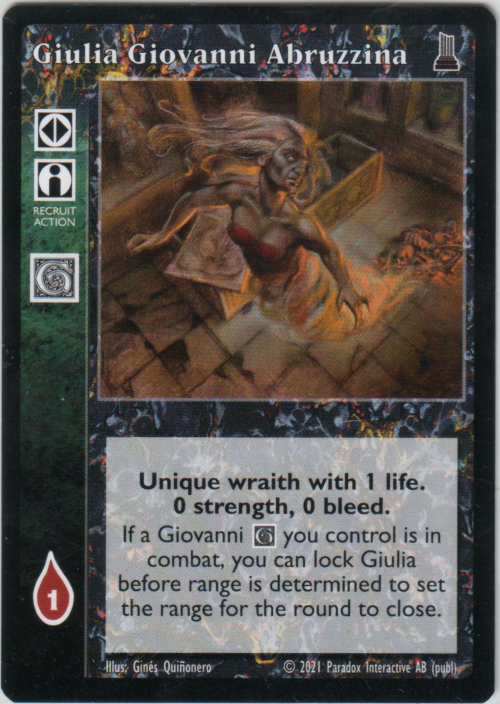 Giulia Giovanni Abruzzina
RECRUIT
ACTION
Unique wraith with 1 life.
0 strength, 0 bleed.
If a Giovanni you control is in
combat, you can lock Giulia
before range is determined to set
the range for the round to close.
1
Illus: Ginés Quiñonero © 2021 Paradox Interactive AB (publ)